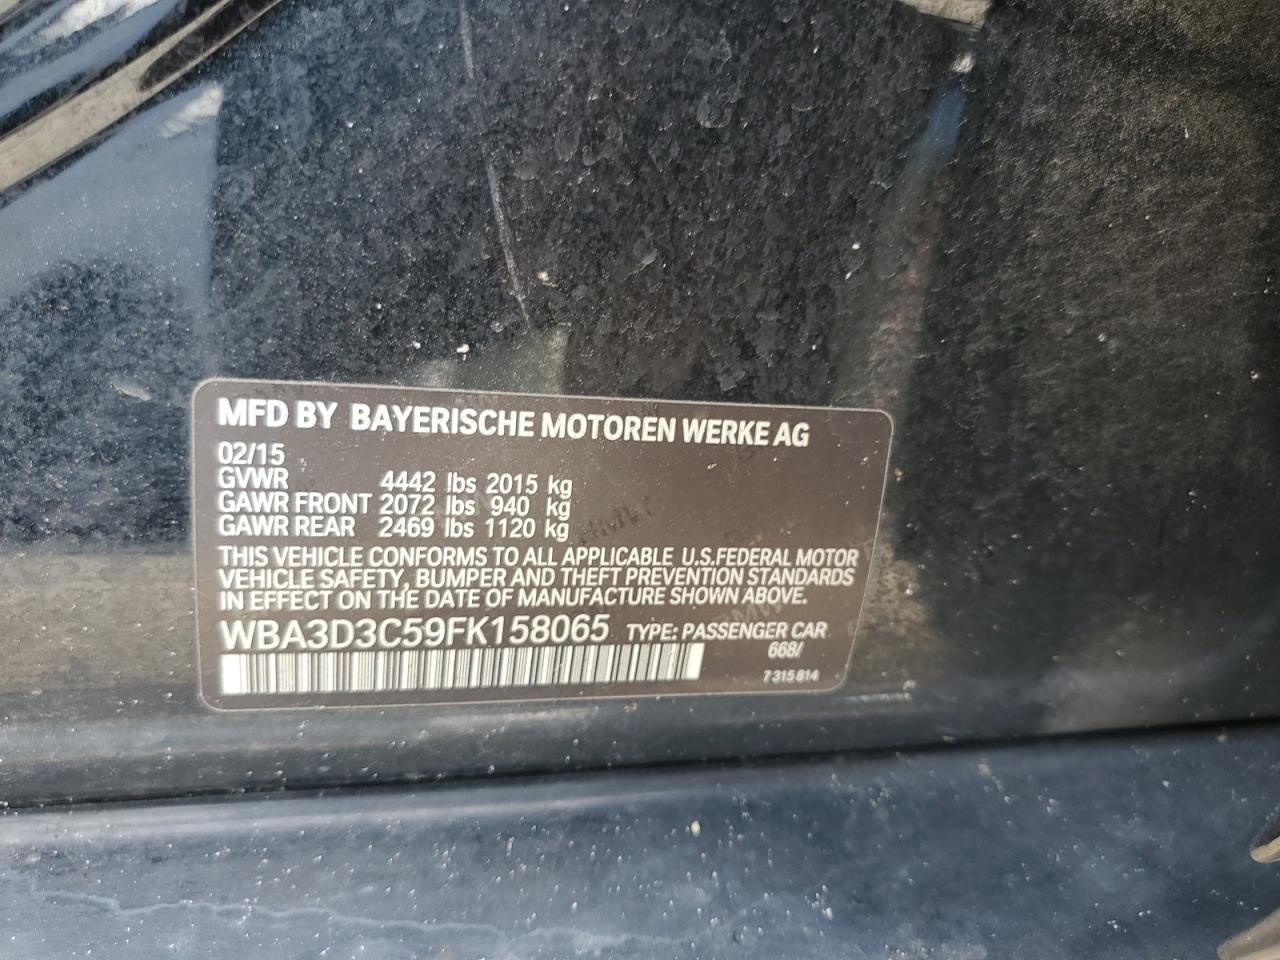 MFD BY BAYERISCHE MOTOREN WERKE AG
02/15
GVWR 4442 lbs 2015 kg
GAWR FRONT 2072 lbs 940 kg
GAWR REAR 2469 lbs 1120 kg
THIS VEHICLE CONFORMS TO ALL APPLICABLE U.S.FEDERAL MOTOR
VEHICLE SAFETY, BUMPER AND THEFT PREVENTION STANDARDS
IN EFFECT ON THE DATE OF MANUFACTURE SHOWN ABOVE.
WBA3D3C59FK158065 TYPE: PASSENGER CAR
668/
7 315 814